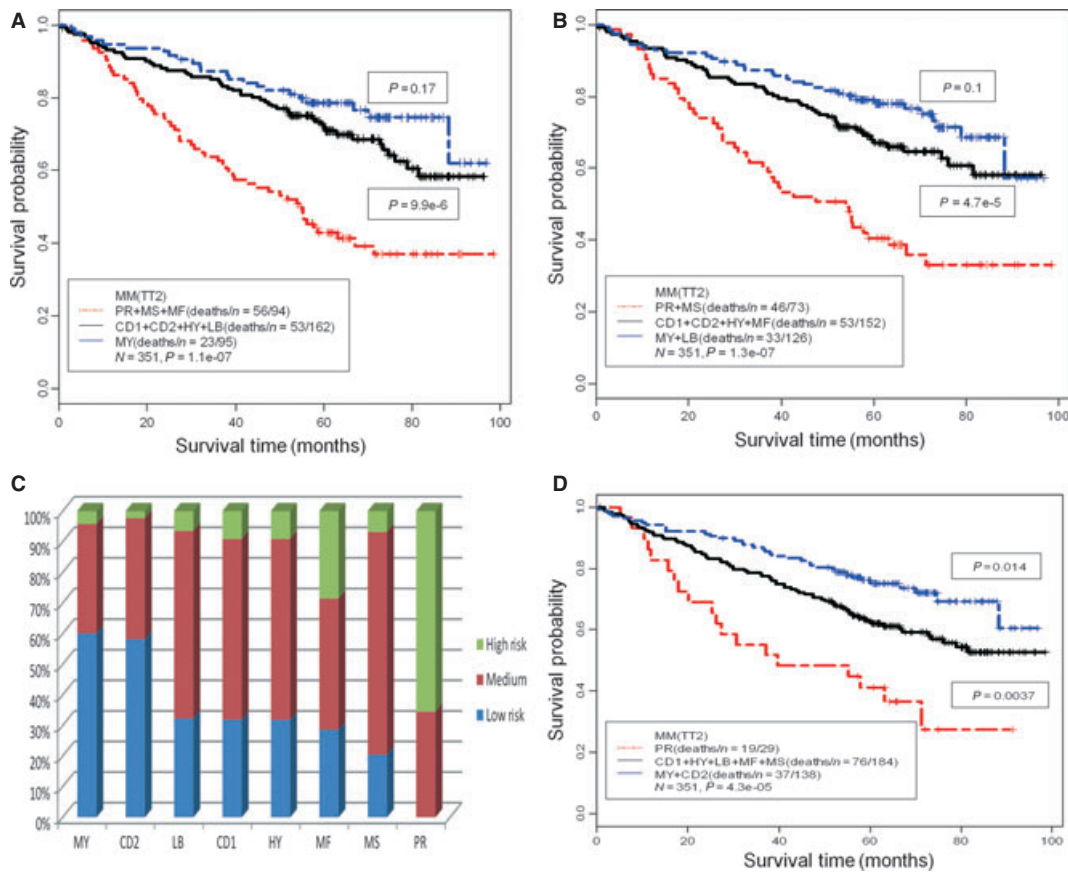 A
Survival probability
1.0
0.8
0.6
0.4
0.2
0.0
P = 0.17
P = 9.9e-6
MM(TT2)
PR+MS+MF(deaths/n = 56/94)
CD1+CD2+HY+LB(deaths/n = 53/162)
MY(deaths/n = 23/95)
N = 351, P = 1.1e-07
0 20 40 60 80 100
Survival time (months)
B
Survival probability
1.0
0.8
0.6
0.4
0.2
0.0
P = 0.1
P = 4.7e-5
MM(TT2)
PR+MS(deaths/n = 46/73)
CD1+CD2+HY+MF(deaths/n = 53/152)
MY+LB(deaths/n = 33/126)
N = 351, P = 1.3e-07
0 20 40 60 80 100
Survival time (months)
C
100%
90%
80%
70%
60%
50%
40%
30%
20%
10%
0%
MY CD2 LB CD1 HY MF MS PR
High risk
Medium
Low risk
D
Survival probability
1.0
0.8
0.6
0.4
0.2
0.0
P = 0.014
P = 0.0037
MM(TT2)
PR(deaths/n = 19/29)
CD1+HY+LB+MF+MS(deaths/n = 76/184)
MY+CD2(deaths/n = 37/138)
N = 351, P = 4.3e-05
0 20 40 60 80 100
Survival time (months)